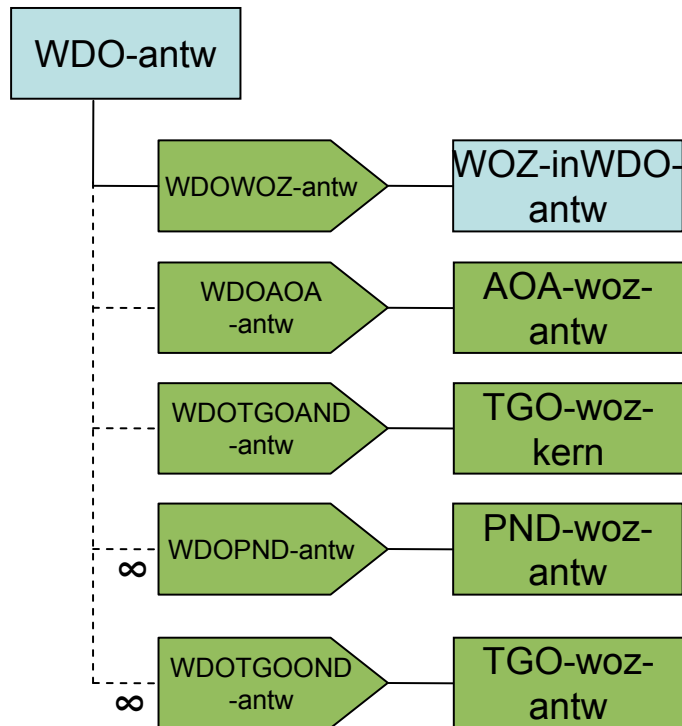 WDO-antw
WDOWOZ-antw
WOZ-inWDO-
antw
WDOAOA
-antw
AOA-woz-
antw
WDOTGOAND
-antw
TGO-woz-
kern
∞
WDOPND-antw
PND-woz-
antw
∞
WDOTGOOND
-antw
TGO-woz-
antw